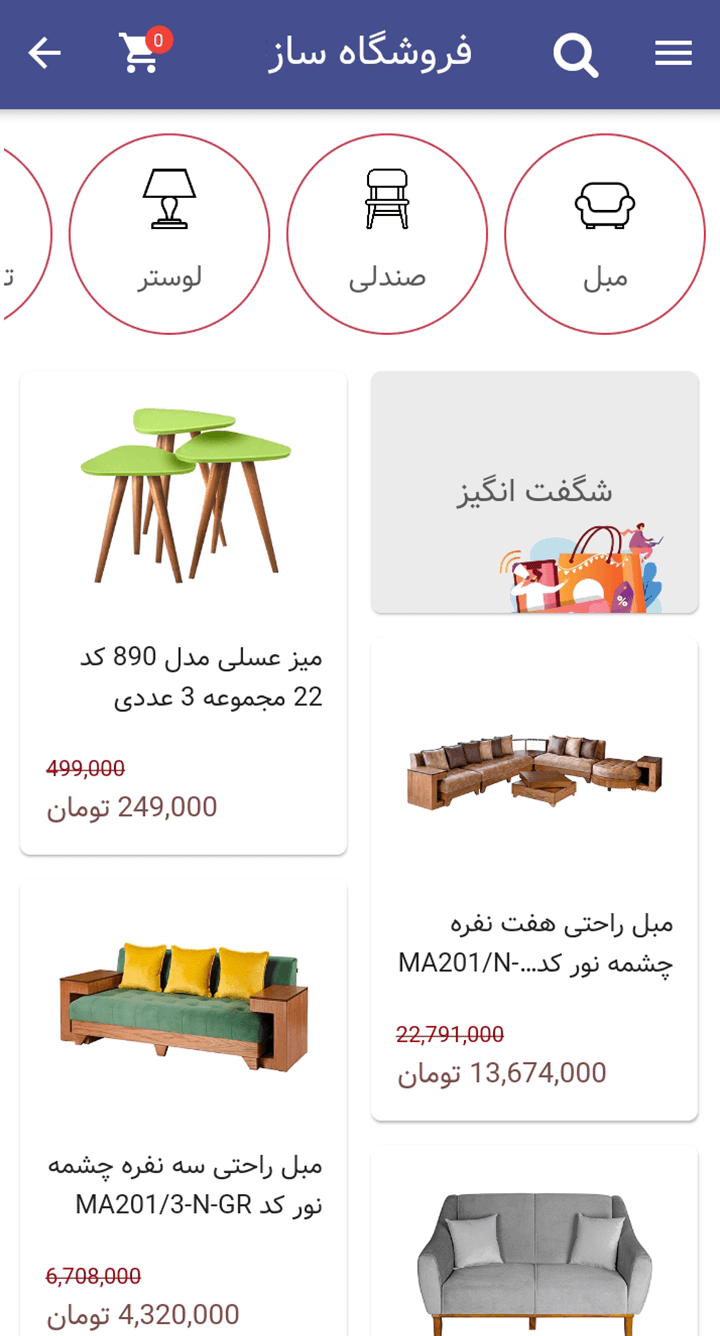 فروشگاه ساز
0
مبل
صندلی
لوستر
شگفت انگیز
%
میز عسلی مدل 890 کد
22 مجموعه 3 عددی
499,000
249,000 تومان
مبل راحتی هفت نفره
چشمه نور کد...MA201/N-
22,791,000
13,674,000 تومان
مبل راحتی سه نفره چشمه
نور کد MA201/3-N-GR
6,708,000
4,320,000 تومان